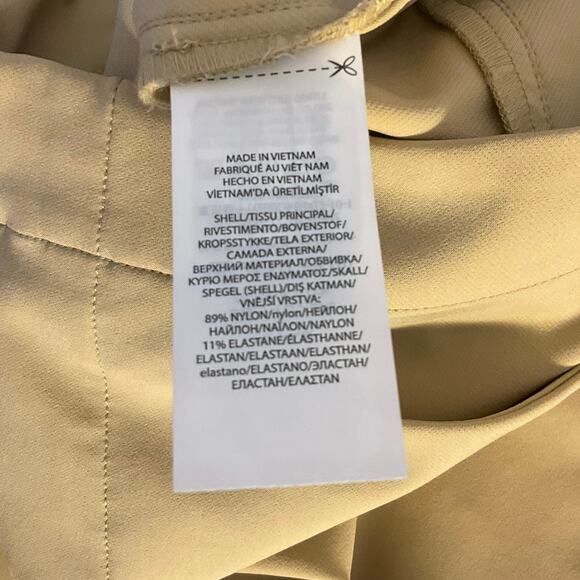 MADE IN VIETNAM
FABRIQUÉ AU VIÊT NAM
HECHO EN VIETNAM
VİETNAM'DA ÜRETİLMİŞTİR
SHELL/TISSU PRINCIPAL/
RIVESTIMENTO/BOVENSTOF/
KROPSSTYKKE/TELA EXTERIOR/
CAMADA EXTERNA/
ВЕРХНИЙ МАТЕРИАЛ/ОБВИВКА/
ΚΥΡΙΟ ΜΕΡΟΣ ΕΝΔΥΜΑΤΟΣ/SKALL/
SPEGEL (SHELL)/DIŞ KATMAN/
VNĚJŠÍ VRSTVA:
89% NYLON/nylon/НЕЙЛОН/
НАЙЛОН/ΝΑΪΛΟΝ/NAYLON
11% ELASTANE/ÉLASTHANNE/
ELASTAN/ELASTAAN/ELASTHAN/
elastano/ELASTANO/ЭЛАСТАН/
ЕЛАСТАН/ΕΛΑΣΤΑΝ